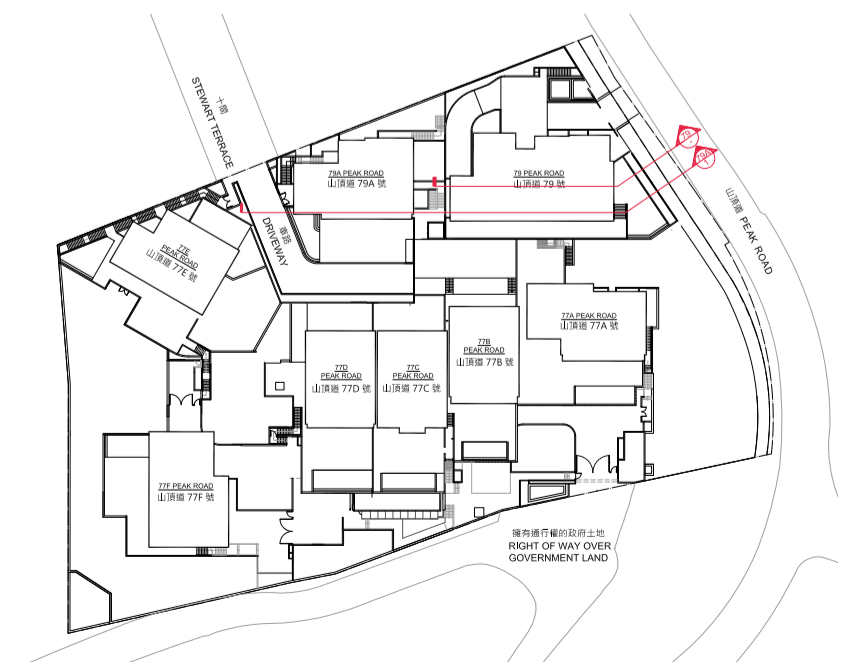 十間
STEWART TERRACE
79
79A
1
79A PEAK ROAD
山頂道 79A 號
79 PEAK ROAD
山頂道 79 號
山頂道 PEAK ROAD
車路
DRIVEWAY
77E
PEAK ROAD
山頂道 77E 號
77A PEAK ROAD
山頂道 77A 號
77B
PEAK ROAD
山頂道 77B 號
77D
PEAK ROAD
山頂道 77D 號
77C
PEAK ROAD
山頂道 77C 號
77F PEAK ROAD
山頂道 77F 號
擁有通行權的政府土地
RIGHT OF WAY OVER
GOVERNMENT LAND